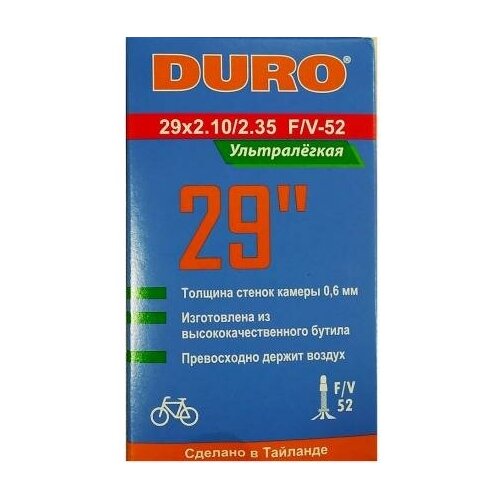 DURO®
29x2.10/2.35 F/V-52
Ультралёгкая
29"
Толщина стенок камеры 0,6 мм
Изготовлена из
высококачественного бутила
Превосходно держит воздух
F/V
52
Сделано в Тайланде